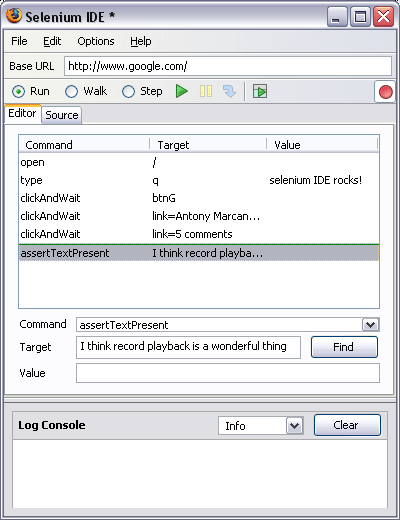 Selenium IDE *
File Edit Options Help
Base URL http://www.google.com/
Run Walk Step
Editor Source
Command Target Value
open /
type q selenium IDE rocks!
clickAndWait btnG
clickAndWait link=Antony Marcan...
clickAndWait link=5 comments
assertTextPresent I think record playba...
Command assertTextPresent
Target I think record playback is a wonderful thing Find
Value
Log Console Info Clear